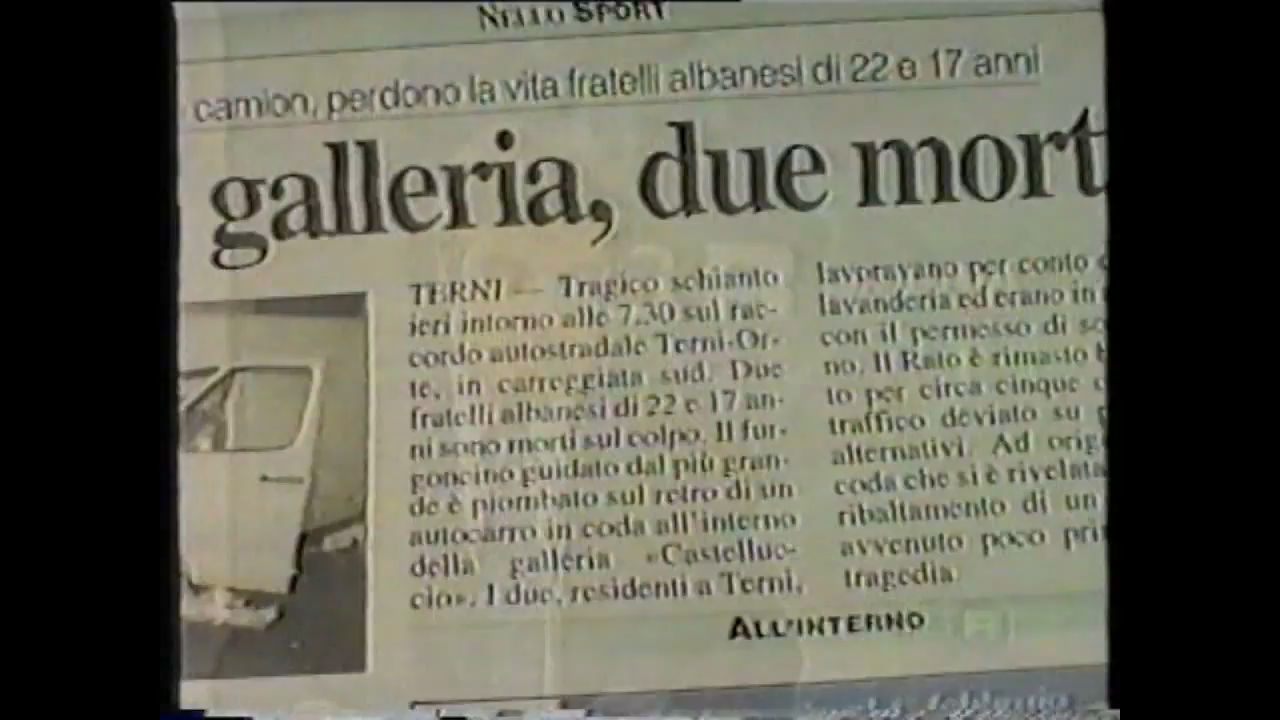 NELLO SPORT
camion, perdono la vita fratelli albanesi di 22 e 17 anni
galleria, due mort
TERNI — Tragico schianto
ieri intorno alle 7.30 sul rac-
cordo autostradale Terni-Or-
te, in carreggiata sud. Due
fratelli albanesi di 22 e 17 an-
ni sono morti sul colpo. Il fur-
goncino guidato dal più gran-
de è piombato sul retro di un
autocarro in coda all'interno
della galleria «Castelluc-
cio». I due, residenti a Terni,
lavoravano per conto
lavanderia ed erano in
con il permesso di so
no. Il Rato è rimasto b
to per circa cinque
traffico deviato su
alternativi. Ad orig
coda che si è rivelata
ribaltamento di un
avvenuto poco pri
tragedia.
ALL'INTERNO